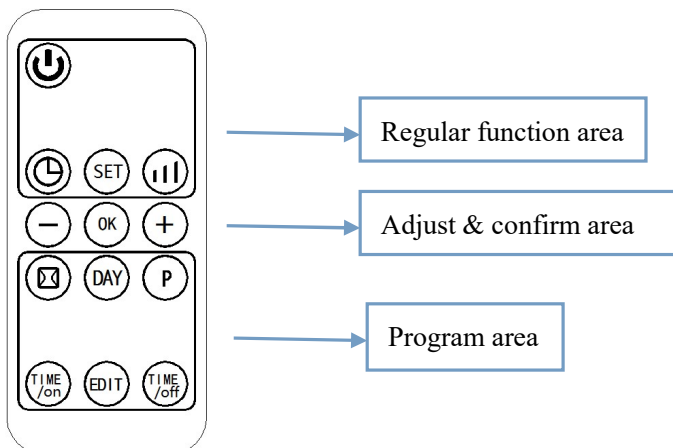 Regular function area
SET
− OK +
Adjust & confirm area
DAY P
Program area
TIME/on EDIT TIME/off